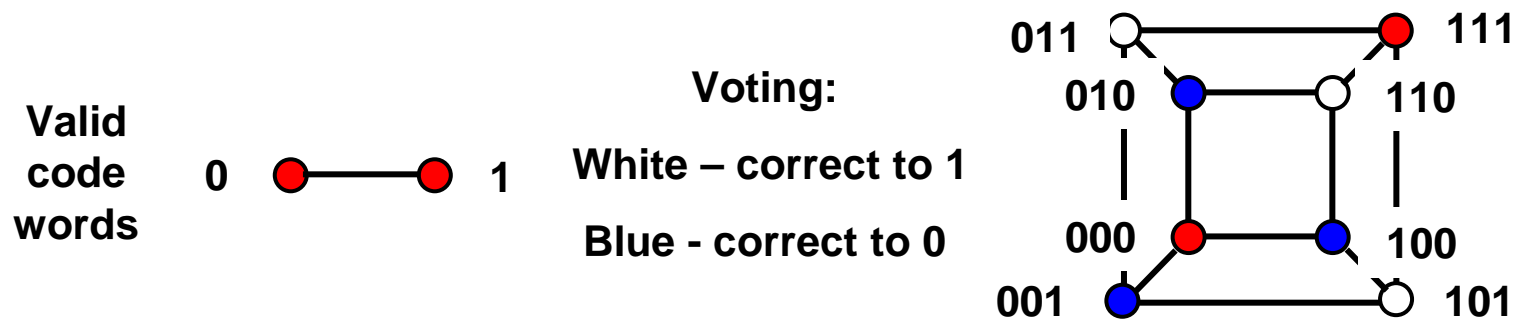 Valid
code
words
0
1
Voting:
White – correct to 1
Blue - correct to 0
011
111
010
110
000
100
001
101